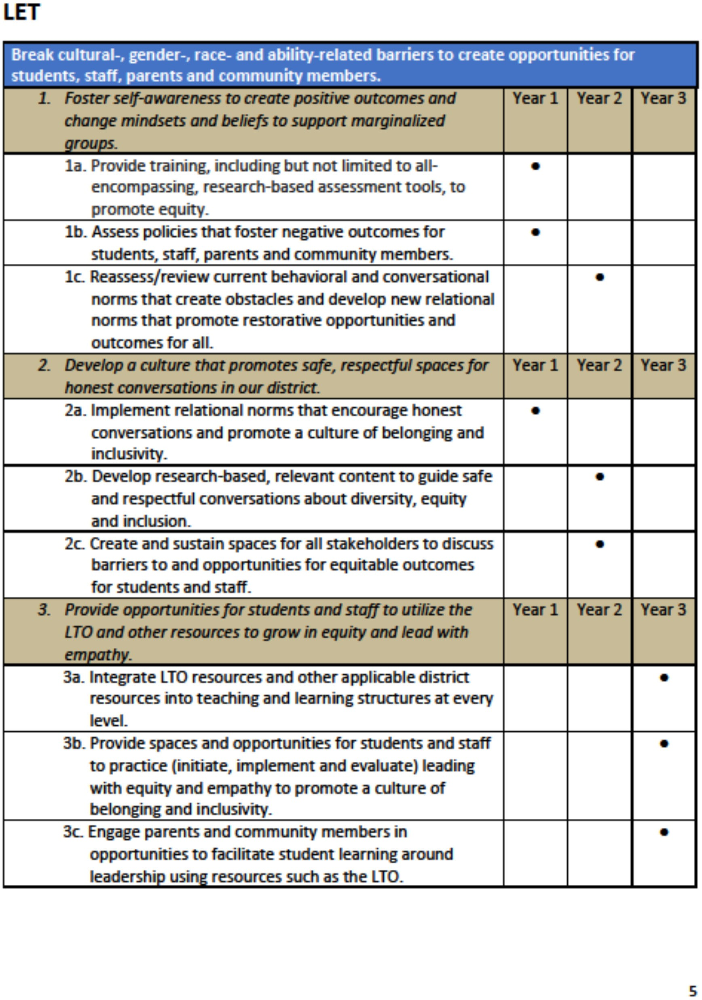 LET
Break cultural-, gender-, race- and ability-related barriers to create opportunities for
students, staff, parents and community members.
1. Foster self-awareness to create positive outcomes and Year 1 Year 2 Year 3
change mindsets and beliefs to support marginalized
groups.
1a. Provide training, including but not limited to all- •
encompassing, research-based assessment tools, to
promote equity.
1b. Assess policies that foster negative outcomes for •
students, staff, parents and community members.
1c. Reassess/review current behavioral and conversational •
norms that create obstacles and develop new relational
norms that promote restorative opportunities and
outcomes for all.
2. Develop a culture that promotes safe, respectful spaces for Year 1 Year 2 Year 3
honest conversations in our district.
2a. Implement relational norms that encourage honest •
conversations and promote a culture of belonging and
inclusivity.
2b. Develop research-based, relevant content to guide safe •
and respectful conversations about diversity, equity
and inclusion.
2c. Create and sustain spaces for all stakeholders to discuss •
barriers to and opportunities for equitable outcomes
for students and staff.
3. Provide opportunities for students and staff to utilize the Year 1 Year 2 Year 3
LTO and other resources to grow in equity and lead with
empathy.
3a. Integrate LTO resources and other applicable district •
resources into teaching and learning structures at every
level.
3b. Provide spaces and opportunities for students and staff •
to practice (initiate, implement and evaluate) leading
with equity and empathy to promote a culture of
belonging and inclusivity.
3c. Engage parents and community members in •
opportunities to facilitate student learning around
leadership using resources such as the LTO.
5